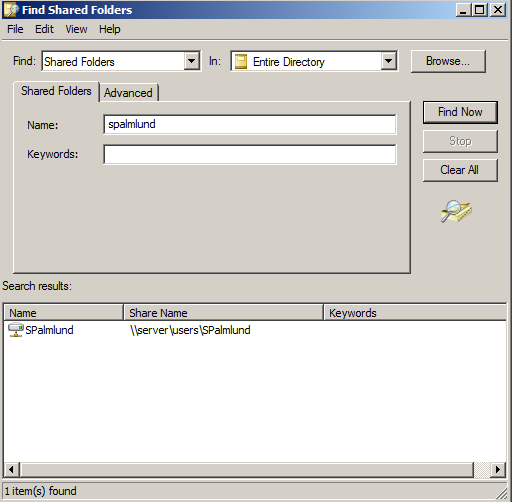 Find Shared Folders
File Edit View Help
Find: Shared Folders In: Entire Directory Browse...
Shared Folders Advanced
Name: spalmlund
Keywords:
Find Now
Stop
Clear All
Search results:
Name Share Name Keywords
SPalmlund \\server\users\SPalmlund
1 item(s) found